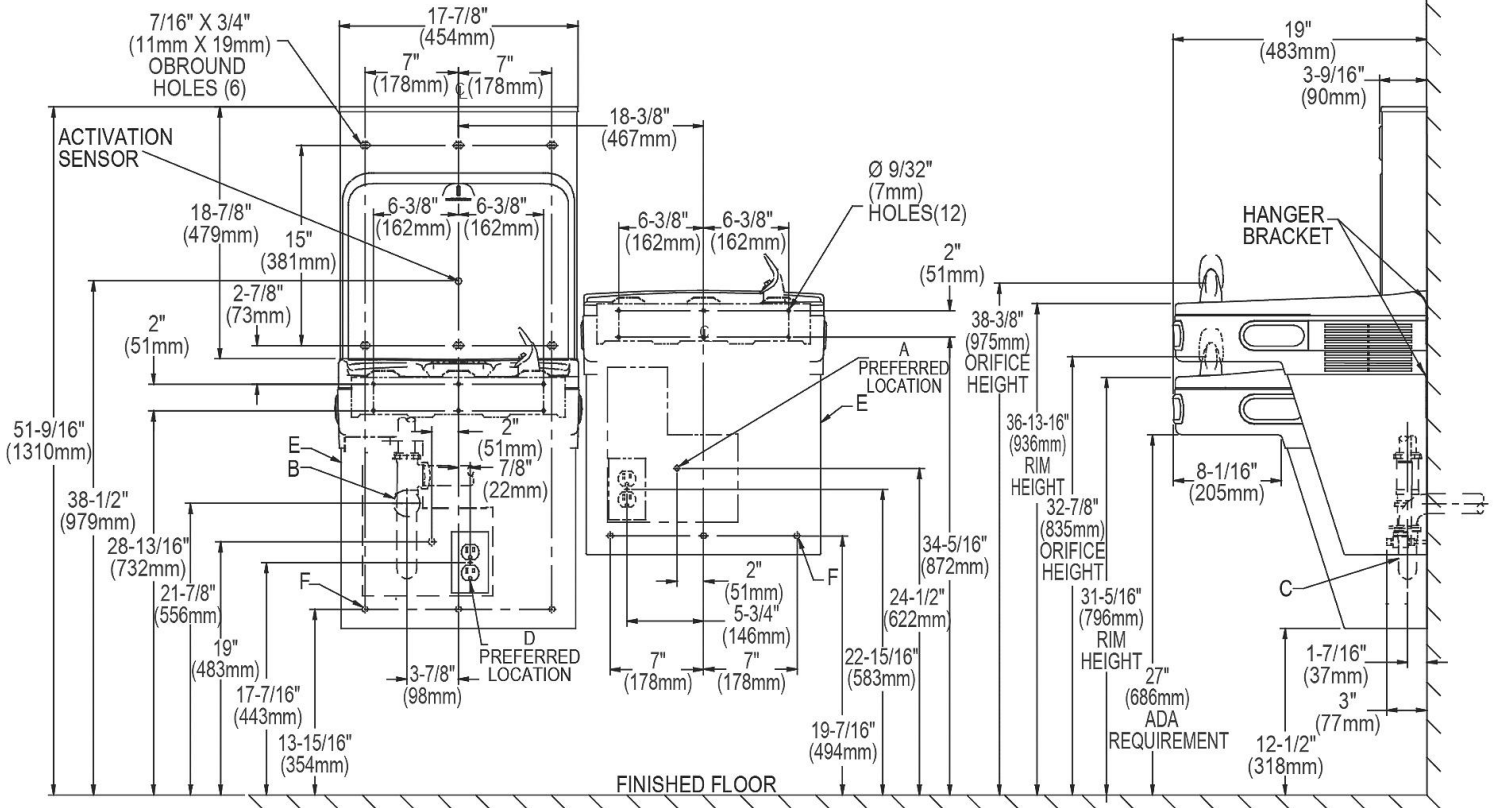 7/16" X 3/4"
(11mm X 19mm)
OBROUND
HOLES (6)
17-7/8"
(454mm)
7"
(178mm)
7"
(178mm)
℄
19"
(483mm)
3-9/16"
(90mm)
ACTIVATION
SENSOR
18-3/8"
(467mm)
Ø 9/32"
(7mm)
HOLES(12)
18-7/8"
(479mm)
15"
(381mm)
6-3/8"
(162mm)
6-3/8"
(162mm)
6-3/8"
(162mm)
6-3/8"
(162mm)
2"
(51mm)
HANGER
BRACKET
2-7/8"
(73mm)
2"
(51mm)
℄
A
PREFERRED
LOCATION
38-3/8"
(975mm)
ORIFICE
HEIGHT
51-9/16"
(1310mm)
E
B
2"
(51mm)
7/8"
(22mm)
E
36-13-16"
(936mm)
RIM
HEIGHT
8-1/16"
(205mm)
38-1/2"
(979mm)
28-13/16"
(732mm)
21-7/8"
(556mm)
F
19"
(483mm)
17-7/16"
(443mm)
13-15/16"
(354mm)
3-7/8"
(98mm)
D
PREFERRED
LOCATION
2"
(51mm)
5-3/4"
(146mm)
7"
(178mm)
7"
(178mm)
F
34-5/16"
(872mm)
24-1/2"
(622mm)
22-15/16"
(583mm)
19-7/16"
(494mm)
32-7/8"
(835mm)
ORIFICE
HEIGHT
31-5/16"
(796mm)
RIM
HEIGHT
27"
(686mm)
ADA
REQUIREMENT
C
1-7/16"
(37mm)
3"
(77mm)
12-1/2"
(318mm)
FINISHED FLOOR